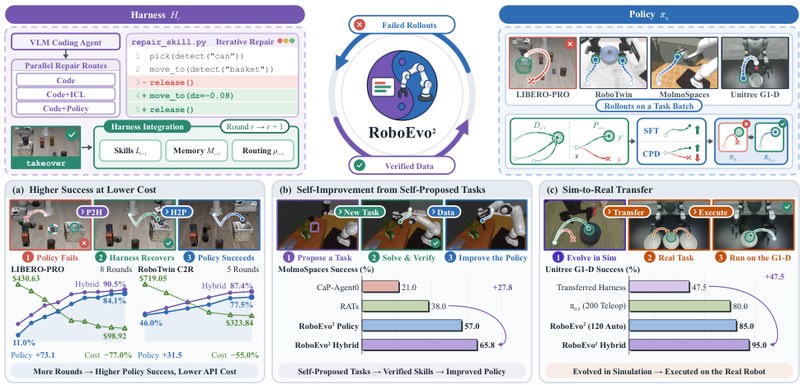 Harness H_r
VLM Coding Agent
Parallel Repair Routes
Code
Code+ICL
Code+Policy
repair_skill.py Iterative Repair
1 pick(detect("can"))
2 move_to(detect("basket"))
3 - release()
4 + move_to(dz=-0.08)
5 + release()
takeover
Harness Integration
Round r → r + 1
Skills
Memory
Routing
Failed Rollouts
RoboEvo²
Verified Data
Policy
LIBERO-PRO
RoboTwin
MolmoSpaces
Unitree G1-D
Rollouts on a Task Batch
SFT
CPD
(a) Higher Success at Lower Cost
P2H
H2P
1 Policy Fails
2 Harness Recovers
3 Policy Succeeds
LIBERO-PRO 8 Rounds
RoboTwin C2R 5 Rounds
$430.63
Hybrid 90.5%
84.1%
11.0%
$98.92
$719.05
Hybrid 87.4%
77.5%
46.0%
$323.84
Policy +73.1 Cost −77.0%
Policy +31.5 Cost −55.0%
More Rounds → Higher Policy Success, Lower API Cost
(b) Self-Improvement from Self-Proposed Tasks
New Task
Data
1 Propose a Task
2 Solve & Verify
3 Improve the Policy
MolmoSpaces Success (%)
CaP-Agent0 21.0
+27.8
RATs 38.0
RoboEvo² Policy 57.0
RoboEvo² Hybrid 65.8
Self-Proposed Tasks → Verified Skills → Improved Policy
(c) Sim-to-Real Transfer
Transfer
Execute
1 Evolve in Sim
2 Real Task
3 Run on the G1-D
Unitree G1-D Success (%)
+47.5
Transferred Harness 47.5
(200 Teleop) 80.0
RoboEvo² (120 Auto) 85.0
RoboEvo² Hybrid 95.0
Evolved in Simulation → Executed on the Real Robot